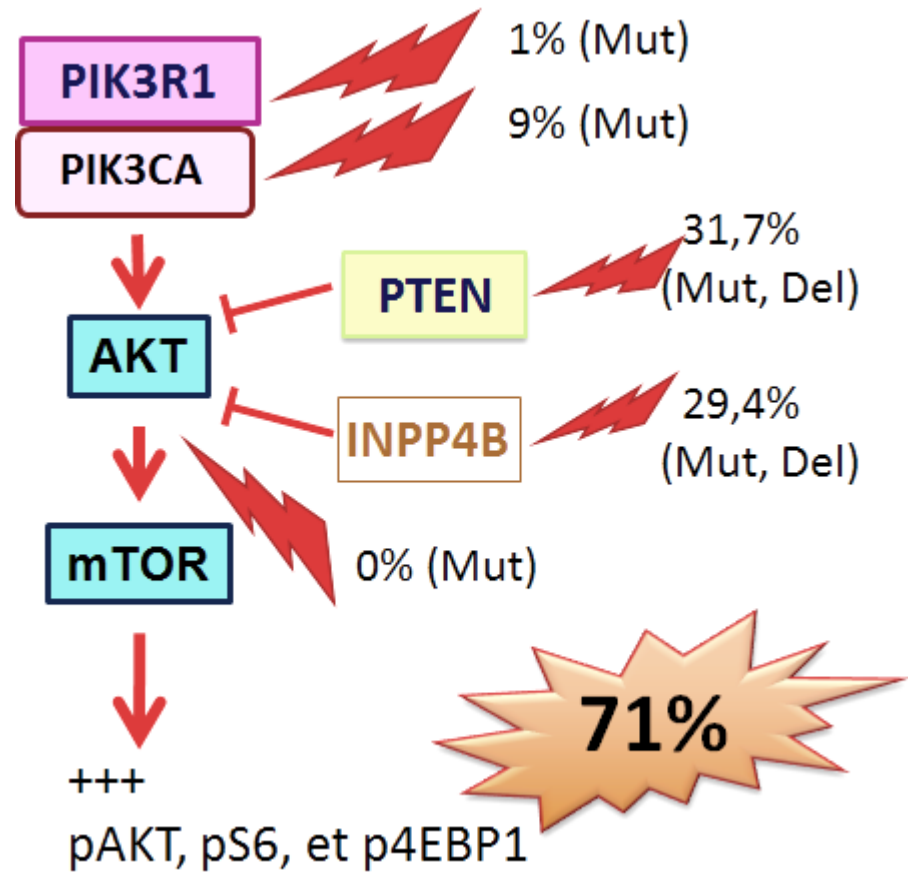 PIK3R1
1% (Mut)
PIK3CA
9% (Mut)
AKT
PTEN
31,7%
(Mut, Del)
INPP4B
29,4%
(Mut, Del)
mTOR
0% (Mut)
71%
+++
pAKT, pS6, et p4EBP1